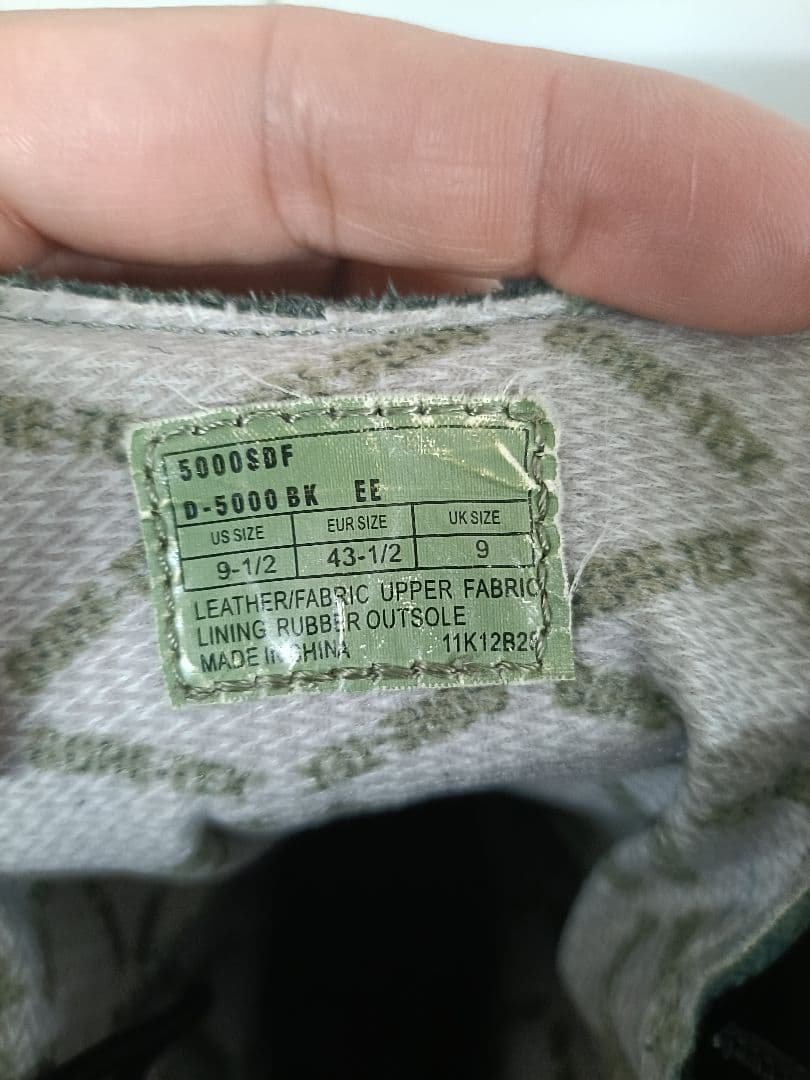 5000SDF
D-5000 BK EE
US SIZE EUR SIZE UK SIZE
9-1/2 43-1/2 9
LEATHER/FABRIC UPPER FABRIC
LINING RUBBER OUTSOLE
MADE IN CHINA